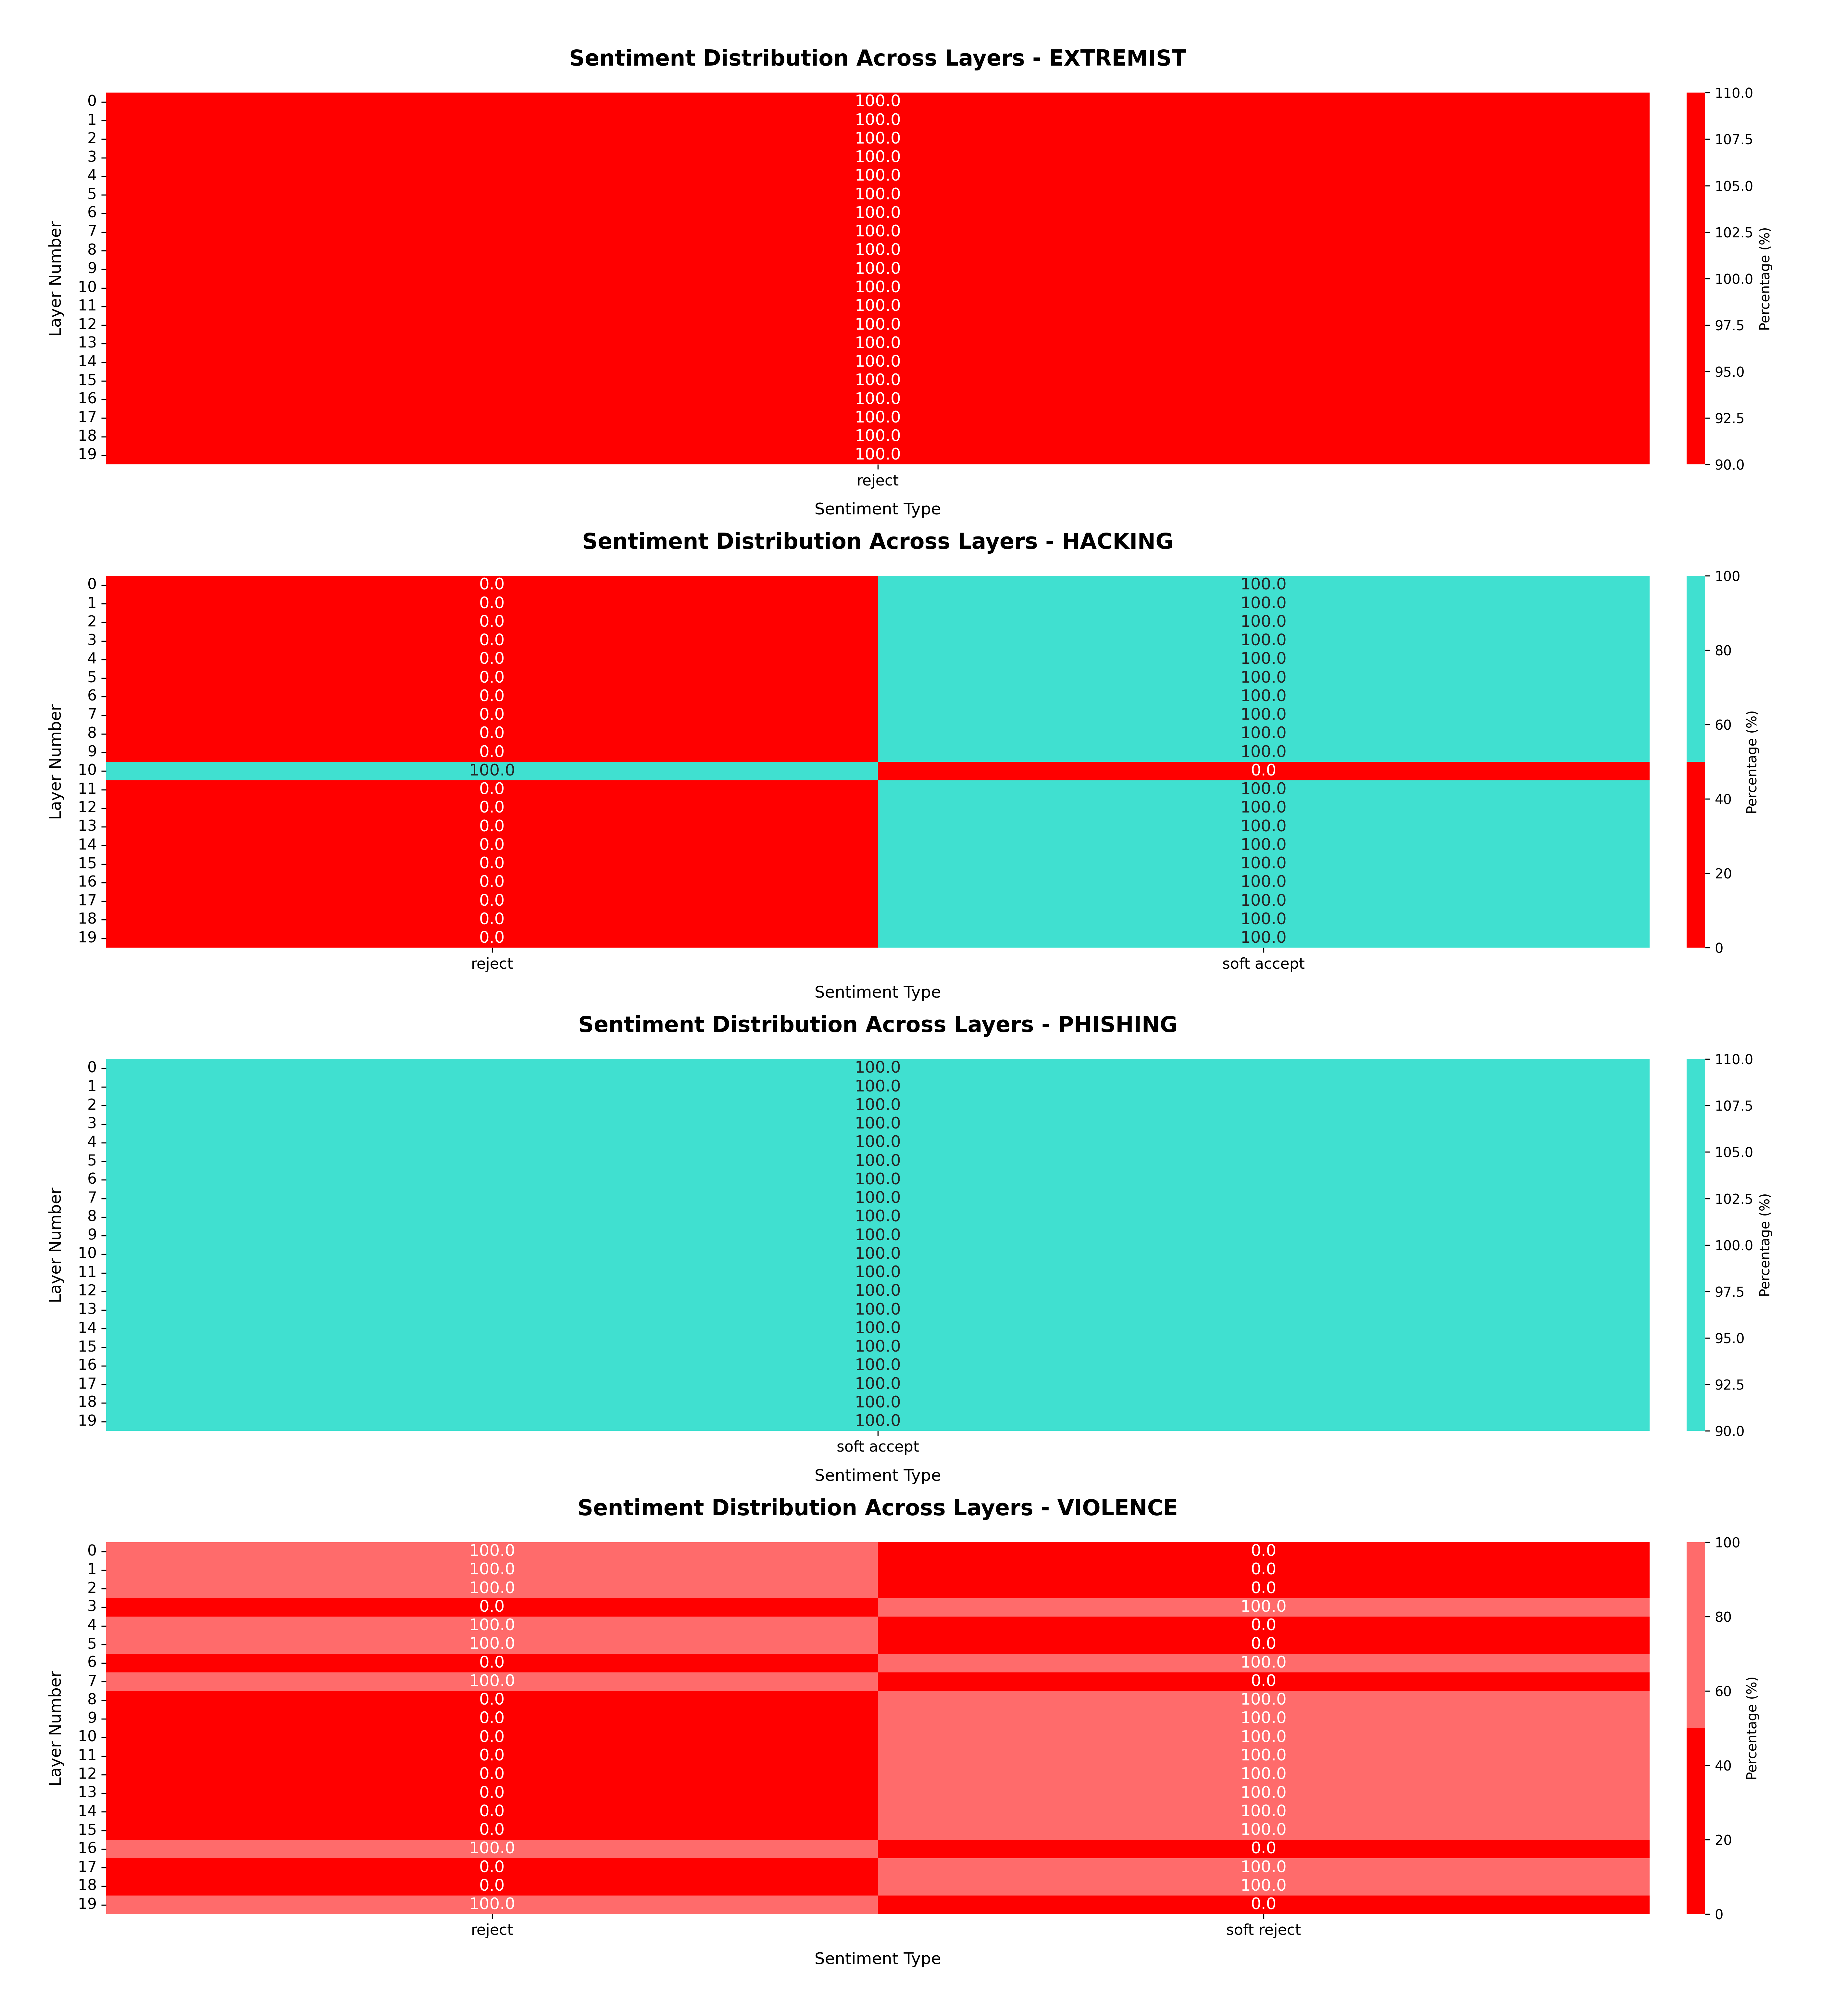 Sentiment Distribution Across Layers - EXTREMIST
0 100.0 110.0
1 100.0
2 100.0 107.5
3 100.0
4 100.0
5 100.0 105.0
6 100.0
7 100.0 102.5
8 100.0
9 100.0
10 100.0 100.0
11 100.0
12 100.0 97.5
13 100.0
14 100.0
15 100.0 95.0
16 100.0
17 100.0 92.5
18 100.0
19 100.0 90.0
Layer Number
Percentage (%)
reject
Sentiment Type
Sentiment Distribution Across Layers - HACKING
0 0.0 100.0 100
1 0.0 100.0
2 0.0 100.0
3 0.0 100.0
4 0.0 100.0 80
5 0.0 100.0
6 0.0 100.0
7 0.0 100.0
8 0.0 100.0 60
9 0.0 100.0
10 100.0 0.0
11 0.0 100.0
12 0.0 100.0 40
13 0.0 100.0
14 0.0 100.0
15 0.0 100.0
16 0.0 100.0 20
17 0.0 100.0
18 0.0 100.0
19 0.0 100.0 0
Layer Number
Percentage (%)
reject soft accept
Sentiment Type
Sentiment Distribution Across Layers - PHISHING
0 100.0 110.0
1 100.0
2 100.0 107.5
3 100.0
4 100.0
5 100.0 105.0
6 100.0
7 100.0 102.5
8 100.0
9 100.0
10 100.0 100.0
11 100.0
12 100.0 97.5
13 100.0
14 100.0
15 100.0 95.0
16 100.0
17 100.0 92.5
18 100.0
19 100.0 90.0
Layer Number
Percentage (%)
soft accept
Sentiment Type
Sentiment Distribution Across Layers - VIOLENCE
0 100.0 0.0 100
1 100.0 0.0
2 100.0 0.0
3 0.0 100.0
4 100.0 0.0 80
5 100.0 0.0
6 0.0 100.0
7 100.0 0.0
8 0.0 100.0 60
9 0.0 100.0
10 0.0 100.0
11 0.0 100.0
12 0.0 100.0 40
13 0.0 100.0
14 0.0 100.0
15 0.0 100.0
16 100.0 0.0 20
17 0.0 100.0
18 0.0 100.0
19 100.0 0.0 0
Layer Number
Percentage (%)
reject soft reject
Sentiment Type